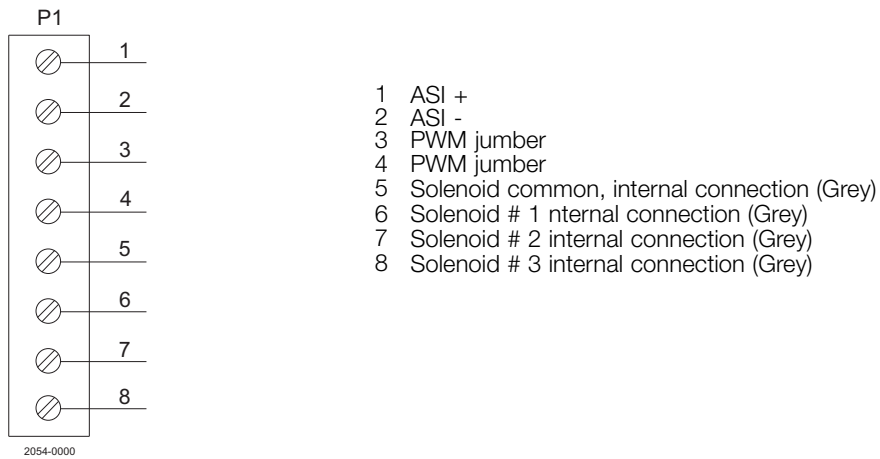 P1
1
2
3
4
5
6
7
8
2054-0000
1 ASI +
2 ASI -
3 PWM jumber
4 PWM jumber
5 Solenoid common, internal connection (Grey)
6 Solenoid # 1 nternal connection (Grey)
7 Solenoid # 2 internal connection (Grey)
8 Solenoid # 3 internal connection (Grey)